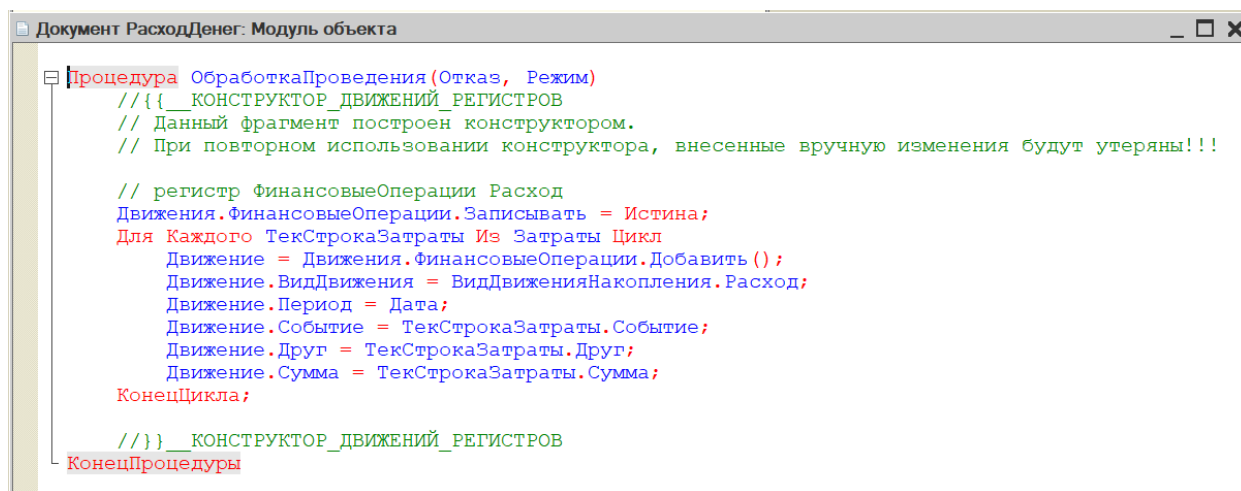 Документ РасходДенег: Модуль объекта
Процедура ОбработкаПроведения(Отказ, Режим)
//{{__КОНСТРУКТОР_ДВИЖЕНИЙ_РЕГИСТРОВ
// Данный фрагмент построен конструктором.
// При повторном использовании конструктора, внесенные вручную изменения будут утеряны!!!
// регистр ФинансовыеОперации Расход
Движения.ФинансовыеОперации.Записывать = Истина;
Для Каждого ТекСтрокаЗатраты Из Затраты Цикл
Движение = Движения.ФинансовыеОперации.Добавить();
Движение.ВидДвижения = ВидДвиженияНакопления.Расход;
Движение.Период = Дата;
Движение.Событие = ТекСтрокаЗатраты.Событие;
Движение.Друг = ТекСтрокаЗатраты.Друг;
Движение.Сумма = ТекСтрокаЗатраты.Сумма;
КонецЦикла;
//}}__КОНСТРУКТОР_ДВИЖЕНИЙ_РЕГИСТРОВ
КонецПроцедуры